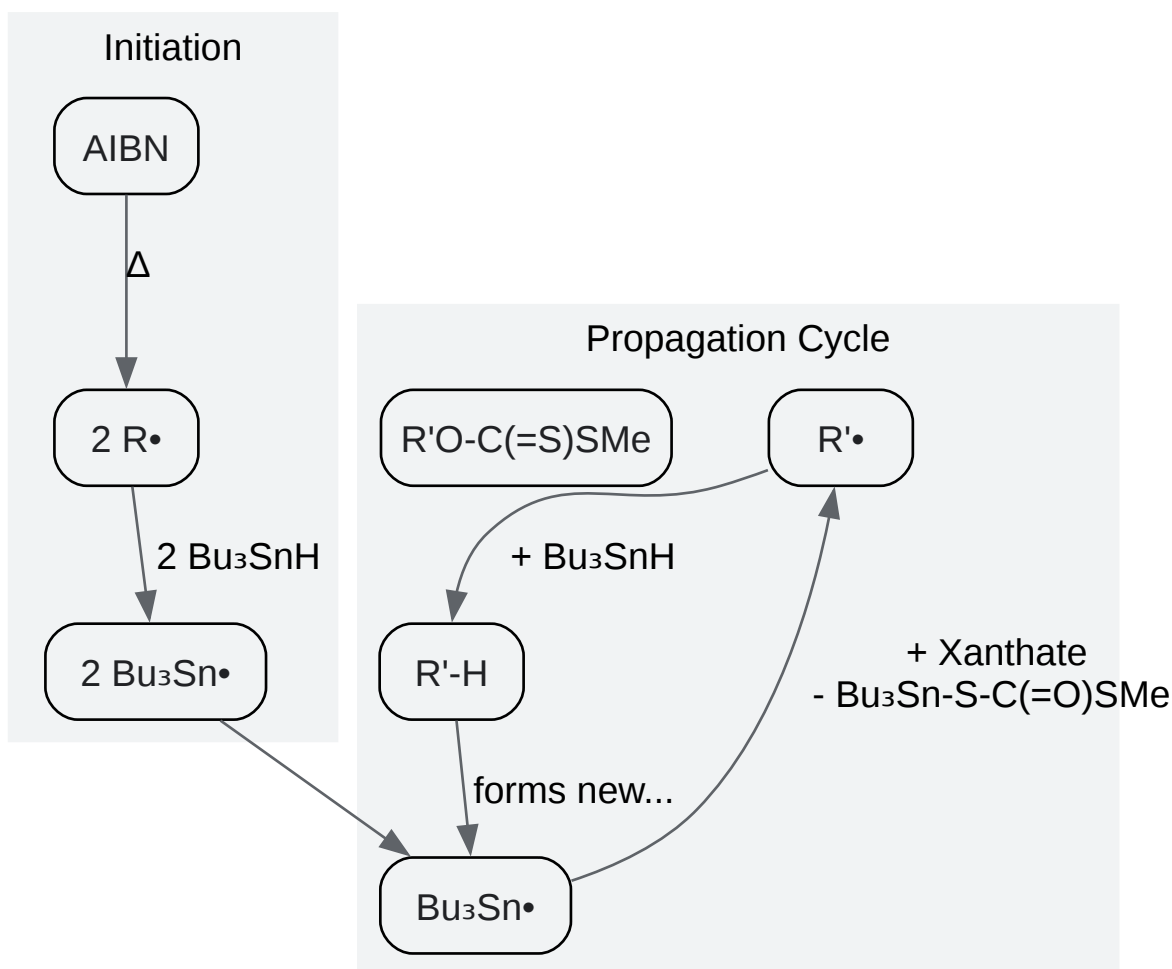 Initiation
AIBN
Δ
2 R•
2 Bu₃SnH
2 Bu₃Sn•
Propagation Cycle
R'O-C(=S)SMe
R'•
+ Bu₃SnH
R'-H
+ Xanthate
- Bu₃Sn-S-C(=O)SMe
forms new...
Bu₃Sn•